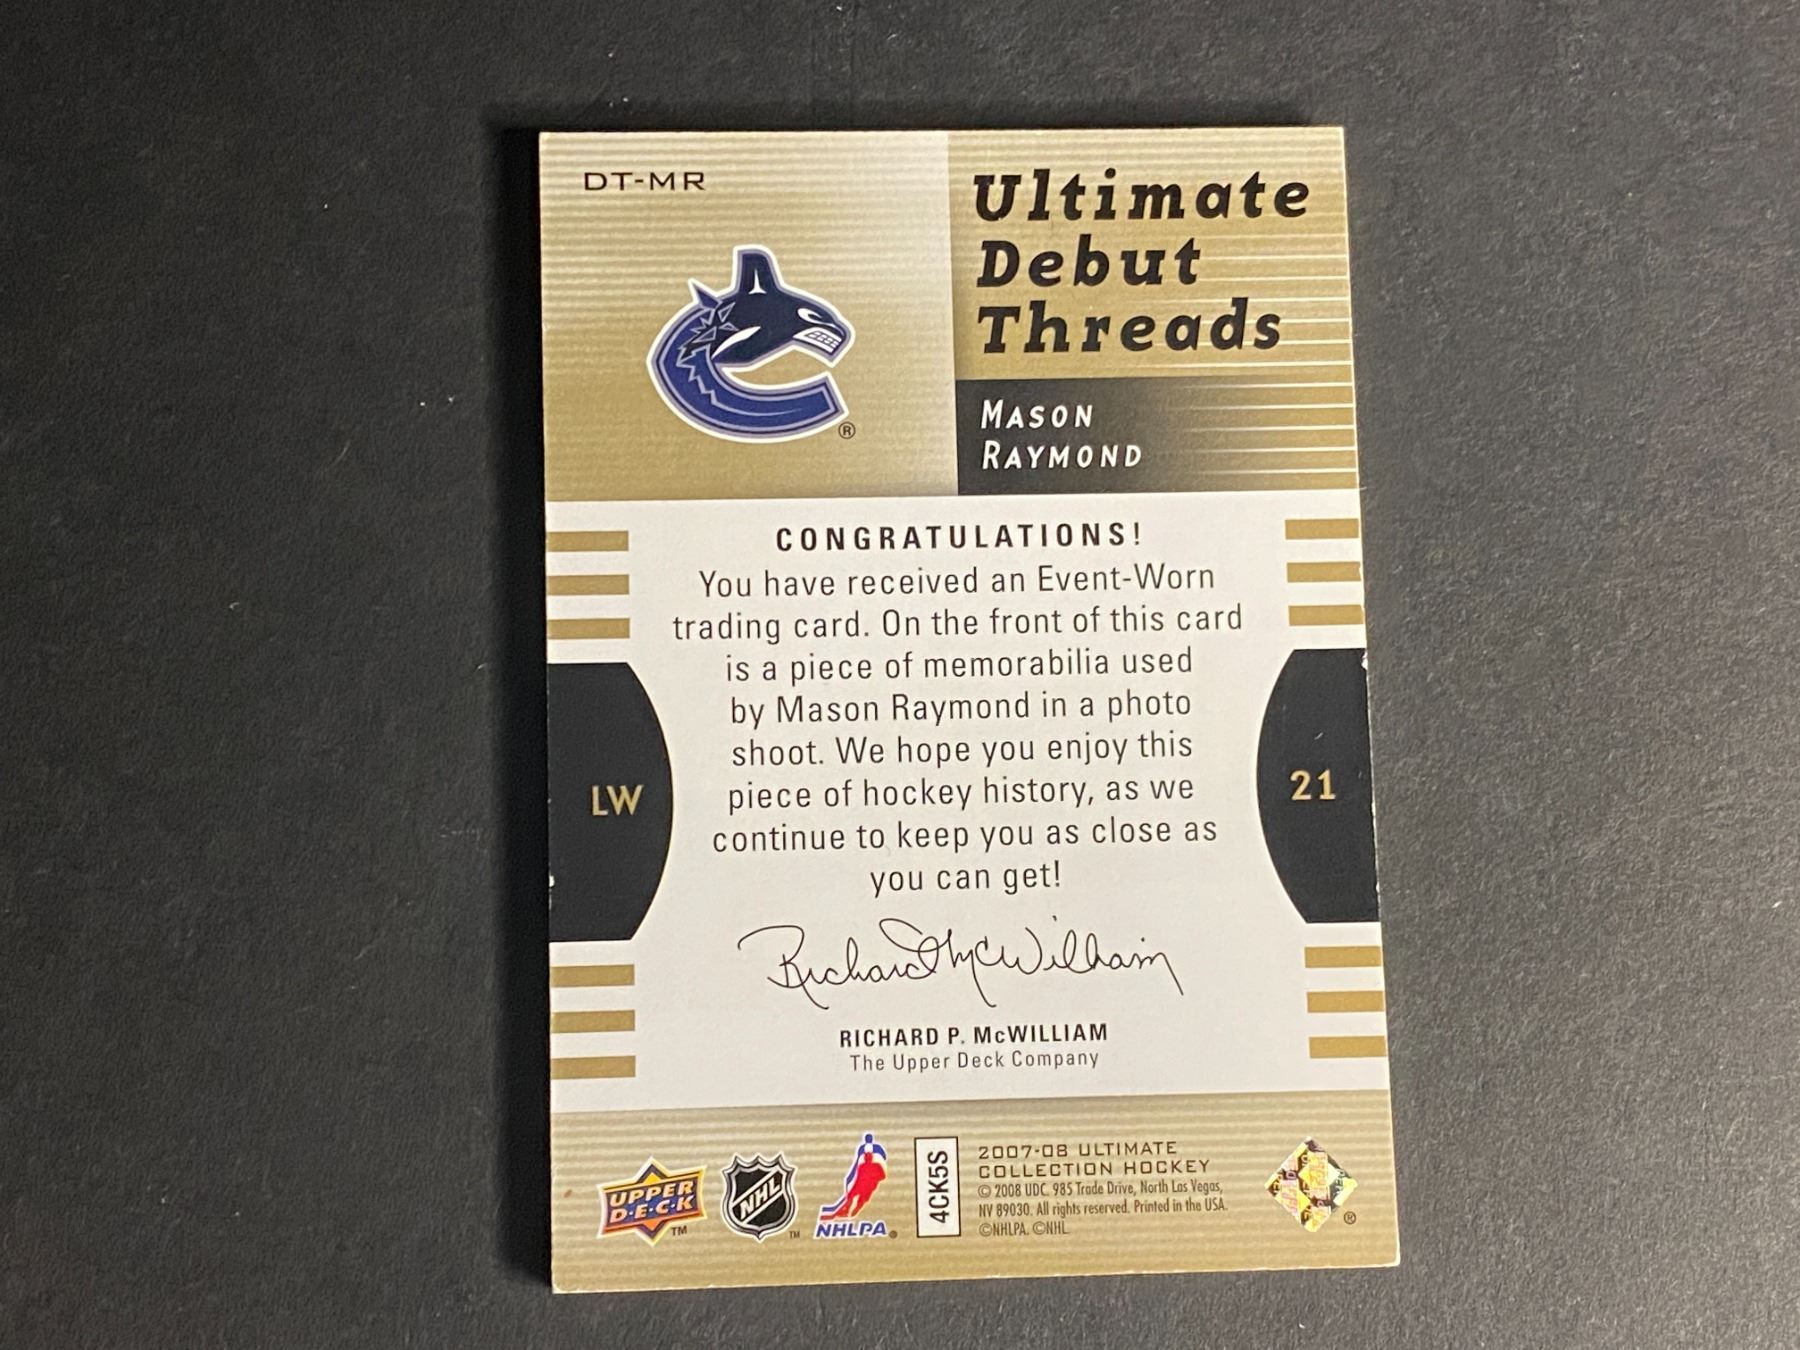 DT-MR
Ultimate
Debut
Threads
MASON
RAYMOND
®
CONGRATULATIONS!
You have received an Event-Worn
trading card. On the front of this card
is a piece of memorabilia used
by Mason Raymond in a photo
shoot. We hope you enjoy this
piece of hockey history, as we
continue to keep you as close as
you can get!
LW
21
Richard McWilliam
RICHARD P. McWILLIAM
The Upper Deck Company
UPPER
D·E·C·K
TM
NHL
TM
NHLPA®
4CK5S
2007-08 ULTIMATE
COLLECTION HOCKEY
© 2008 UDC. 985 Trade Drive, North Las Vegas,
NV 89030. All rights reserved. Printed in the USA.
©NHLPA. ©NHL
®